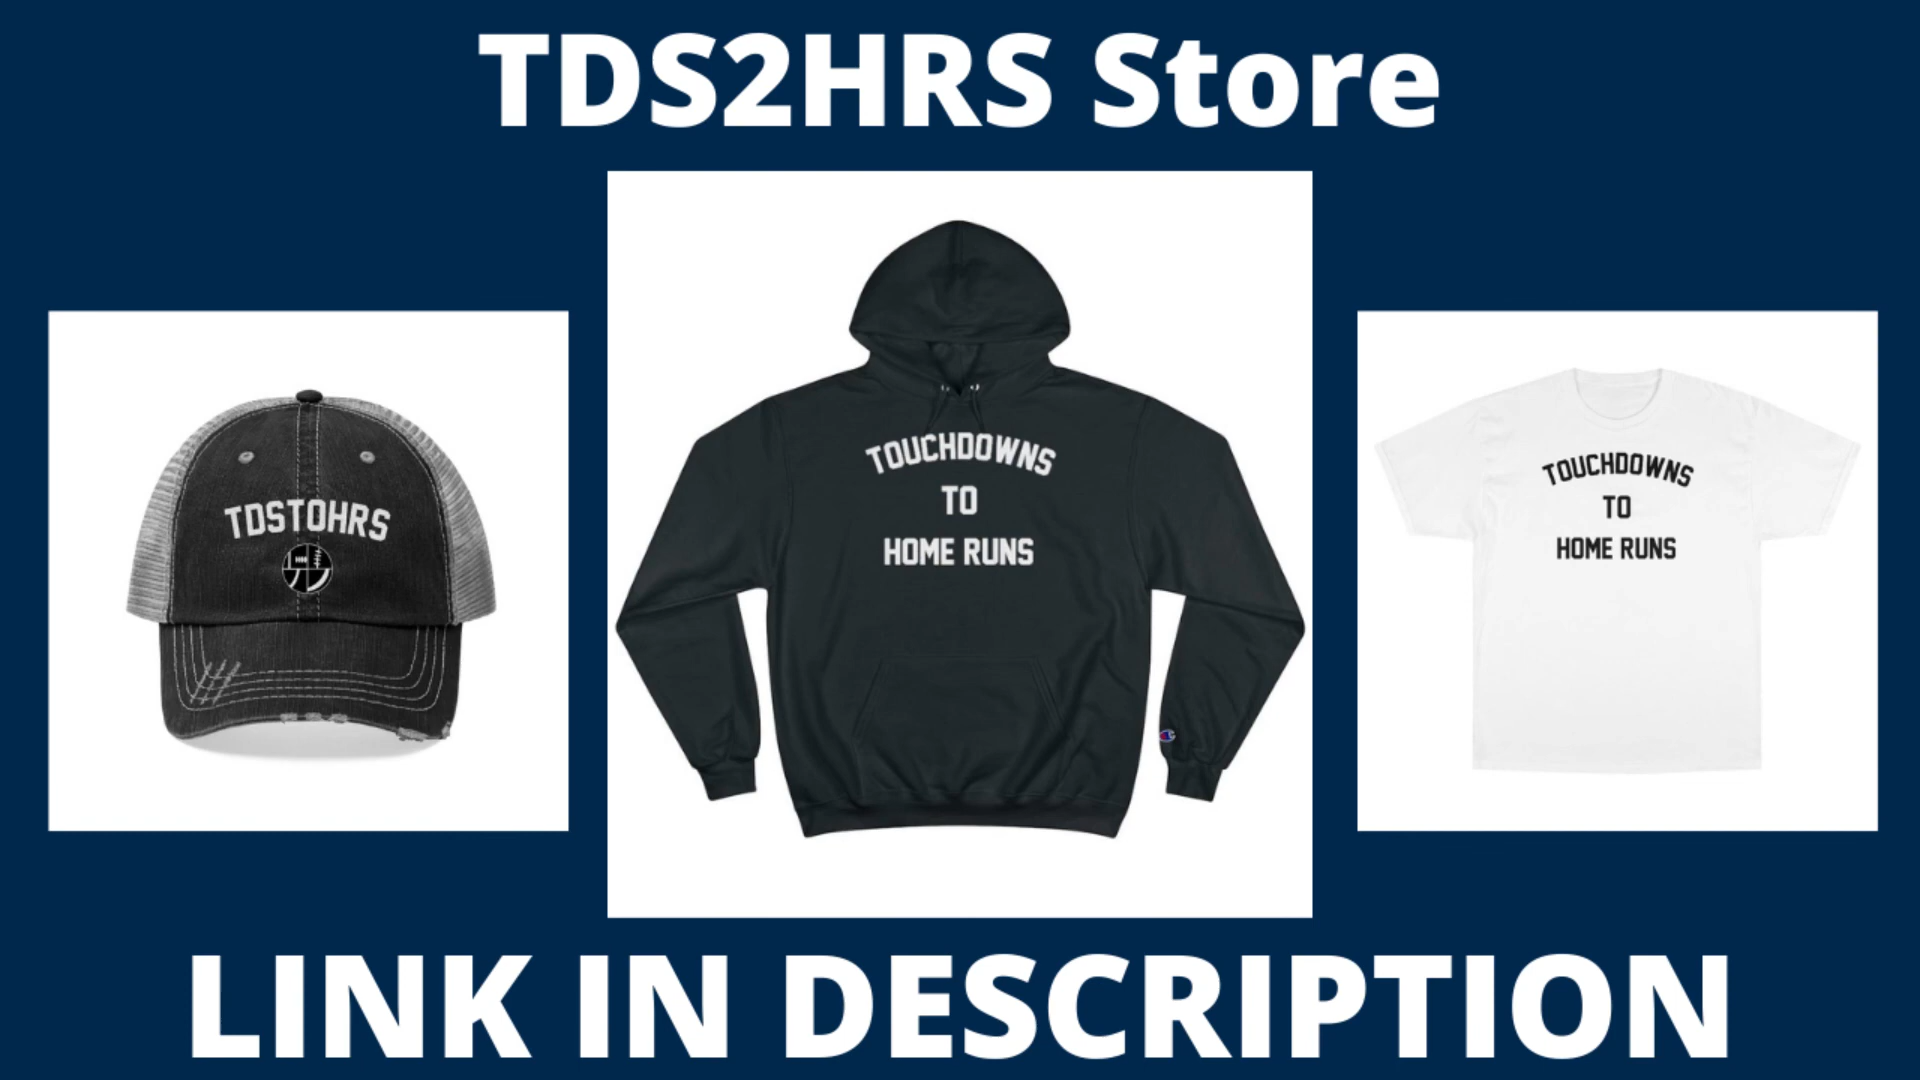 TDS2HRS Store
TDSTOHRS
TOUCHDOWNS
TO
HOME RUNS
TOUCHDOWNS
TO
HOME RUNS
LINK IN DESCRIPTION